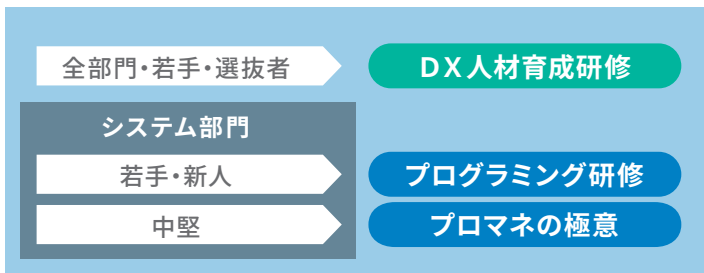 全部門・若手・選抜者
DX人材育成研修
システム部門
若手・新人
プログラミング研修
中堅
プロマネの極意